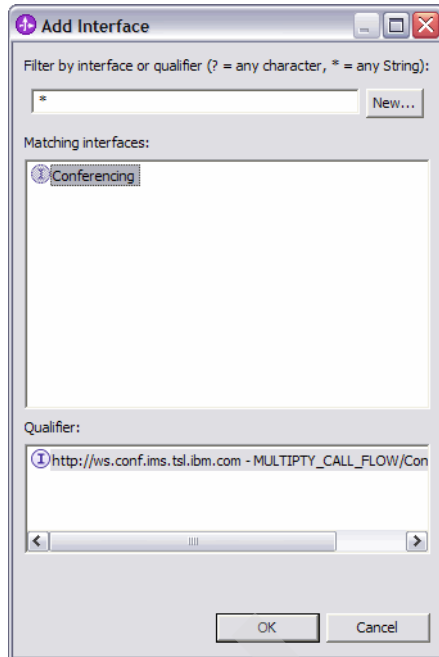 Add Interface
Filter by interface or qualifier (? = any character, * = any String):
*
New...
Matching interfaces:
Conferencing
Qualifier:
http://ws.conf.ims.tsl.ibm.com - MULTIPTY_CALL_FLOW/Con
OK
Cancel